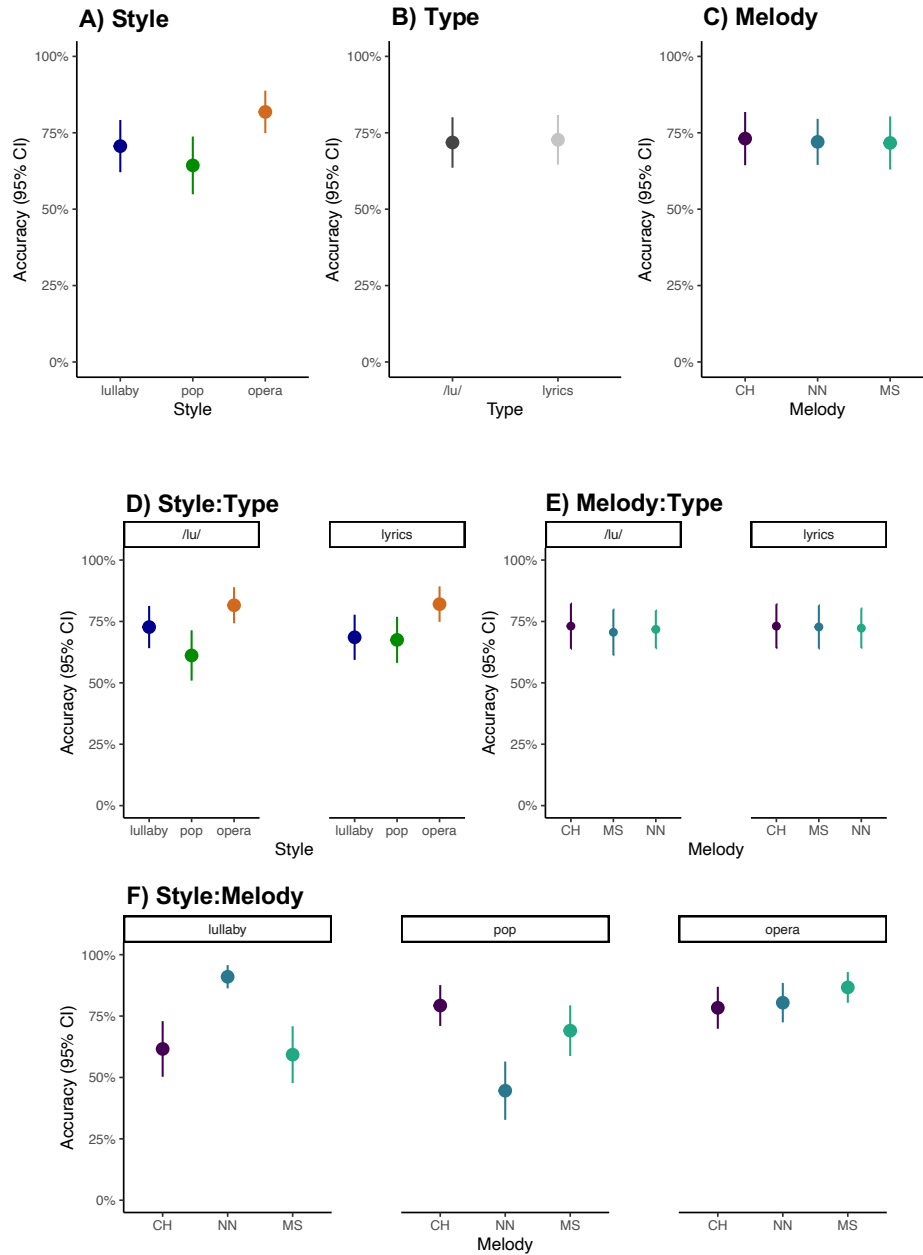 A) Style
B) Type
C) Melody
Accuracy (95% CI)
100%
75%
50%
25%
0%
lullaby pop opera
Style
Accuracy (95% CI)
100%
75%
50%
25%
0%
/lu/ lyrics
Type
Accuracy (95% CI)
100%
75%
50%
25%
0%
CH NN MS
Melody
D) Style:Type
/lu/ lyrics
Accuracy (95% CI)
100%
75%
50%
25%
0%
lullaby pop opera lullaby pop opera
Style
E) Melody:Type
/lu/ lyrics
Accuracy (95% CI)
100%
75%
50%
25%
0%
CH MS NN CH MS NN
Melody
F) Style:Melody
lullaby pop opera
Accuracy (95% CI)
100%
75%
50%
25%
0%
CH NN MS CH NN MS CH NN MS
Melody